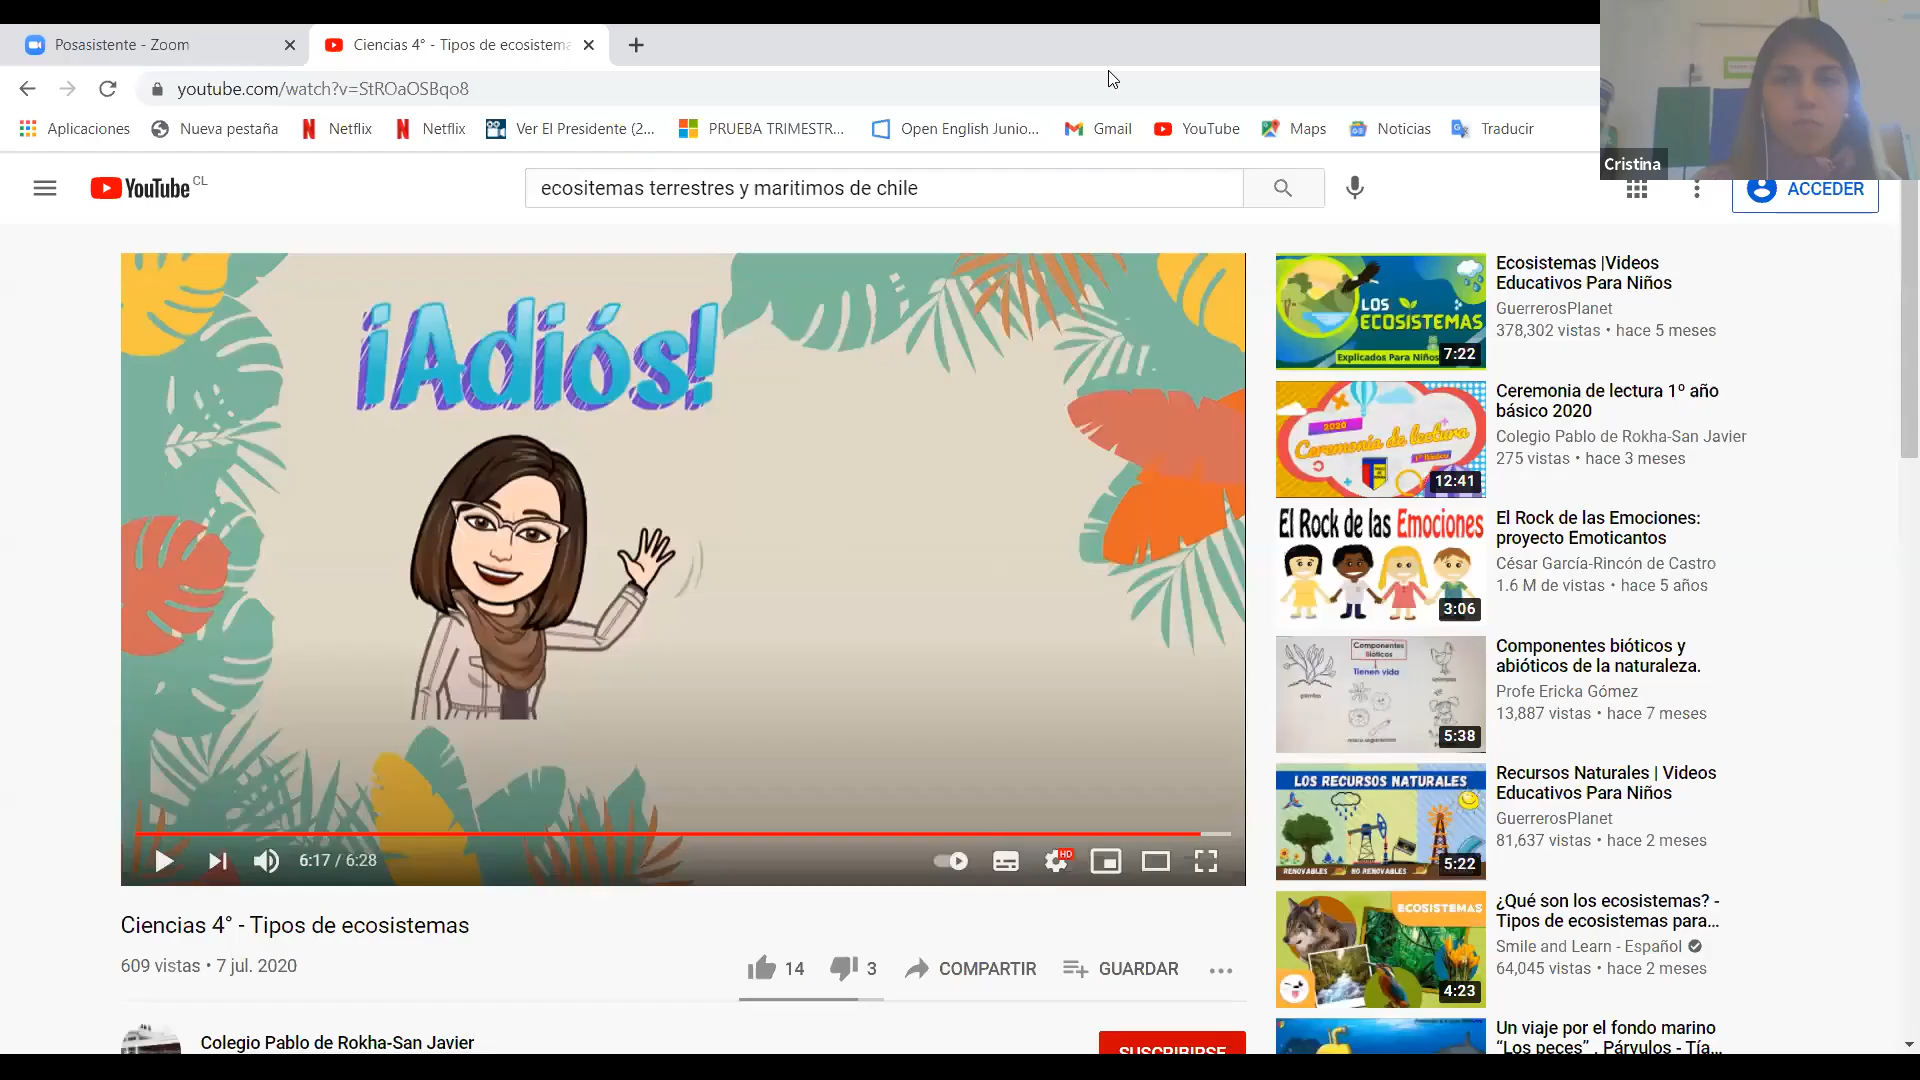 Posasistente - Zoom
Ciencias 4° - Tipos de ecosistema
youtube.com/watch?v=StROaOSBqo8
Aplicaciones
Nueva pestaña
Netflix
Netflix
Ver El Presidente (2...
PRUEBA TRIMESTR...
Open English Junio...
Gmail
YouTube
Maps
Noticias
Traducir
Cristina
YouTube CL
ecositemas terrestres y maritimos de chile
ACCEDER
¡Adiós!
6:17 / 6:28
HD
Ciencias 4° - Tipos de ecosistemas
609 vistas • 7 jul. 2020
14
3
COMPARTIR
GUARDAR
Colegio Pablo de Rokha-San Javier
SUSCRIBIRSE
LOS
ECOSISTEMAS
Explicados Para Niños
7:22
Ecosistemas |Videos
Educativos Para Niños
GuerrerosPlanet
378,302 vistas • hace 5 meses
2020
Ceremonia de lectura
12:41
Ceremonia de lectura 1º año
básico 2020
Colegio Pablo de Rokha-San Javier
275 vistas • hace 3 meses
El Rock de las Emociones
3:06
El Rock de las Emociones:
proyecto Emoticantos
César García-Rincón de Castro
1.6 M de vistas • hace 5 años
Componentes
Bióticos
Tienen vida
5:38
Componentes bióticos y
abióticos de la naturaleza.
Profe Ericka Gómez
13,887 vistas • hace 7 meses
LOS RECURSOS NATURALES
RENOVABLES
NO RENOVABLES
5:22
Recursos Naturales | Videos
Educativos Para Niños
GuerrerosPlanet
81,637 vistas • hace 2 meses
ECOSISTEMAS
4:23
¿Qué son los ecosistemas? -
Tipos de ecosistemas para...
Smile and Learn - Español
64,045 vistas • hace 2 meses
Un viaje por el fondo marino
“Los peces” . Párvulos - Tía...